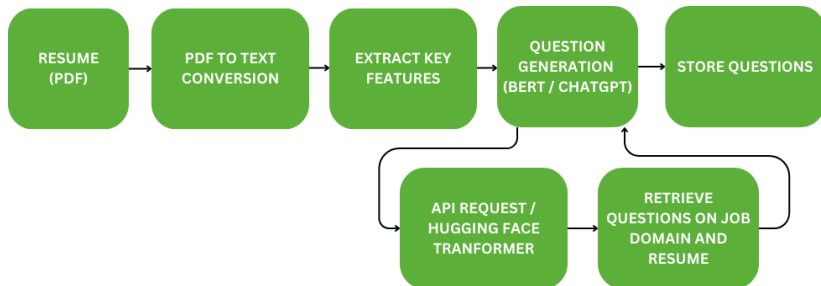 RESUME
(PDF)
PDF TO TEXT
CONVERSION
EXTRACT KEY
FEATURES
QUESTION
GENERATION
(BERT / CHATGPT)
STORE QUESTIONS
API REQUEST /
HUGGING FACE
TRANFORMER
RETRIEVE
QUESTIONS ON JOB
DOMAIN AND
RESUME